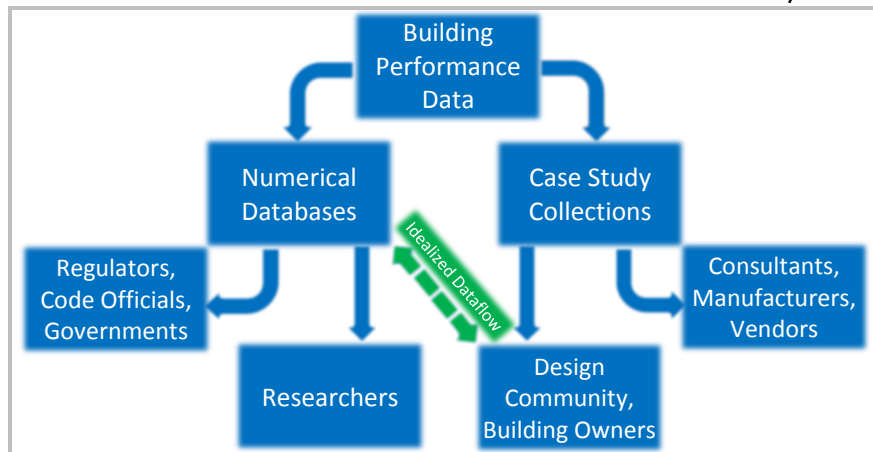 Building
Performance
Data
Numerical
Databases
Case Study
Collections
Idealized Dataflow
Regulators,
Code Officials,
Governments
Consultants,
Manufacturers,
Vendors
Researchers
Design
Community,
Building Owners